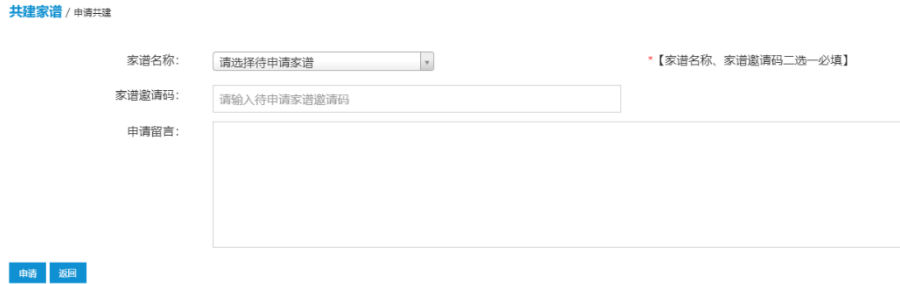 共建家谱 / 申请共建
家谱名称： 请选择待申请家谱 *【家谱名称、家谱邀请码二选一必填】
家谱邀请码： 请输入待申请家谱邀请码
申请留言：
申请 返回